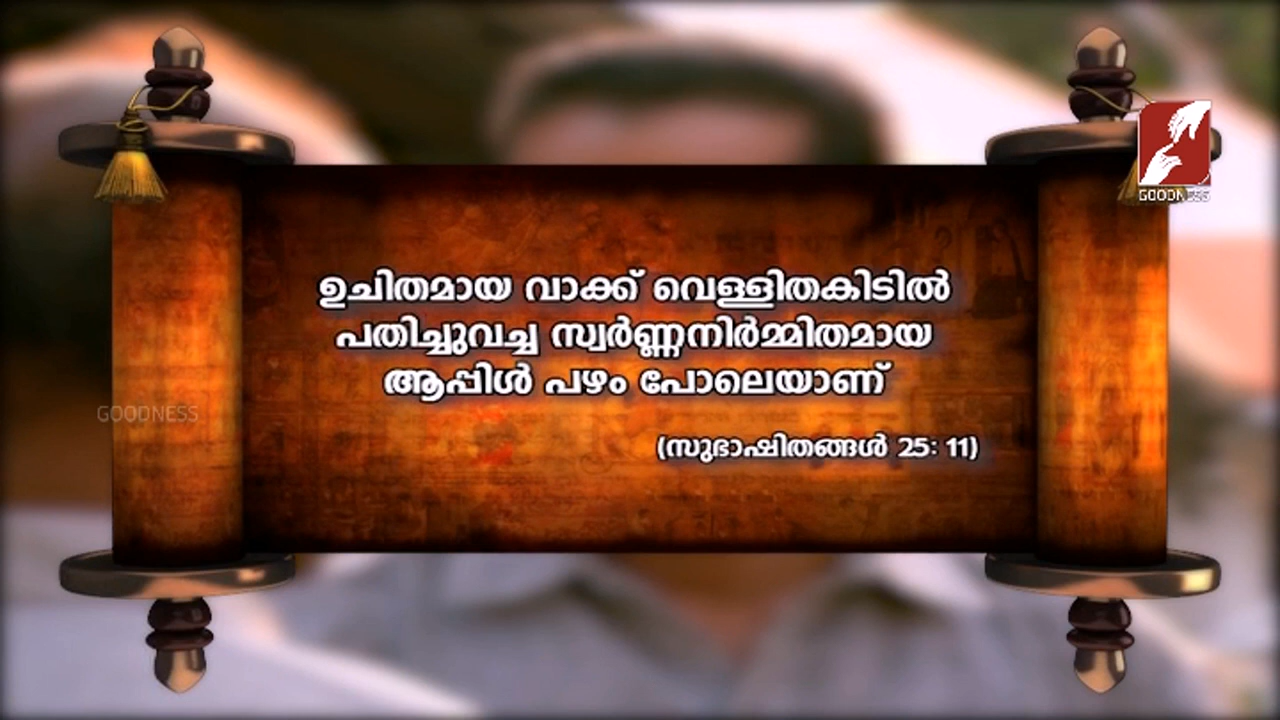 GOODNESS
ഉചിതമായ വാക്ക് വെള്ളിതകിടിൽ
പതിച്ചുവച്ച സ്വർണ്ണനിർമ്മിതമായ
ആപ്പിൾ പഴം പോലെയാണ്
GOODNESS
(സുഭാഷിതങ്ങൾ 25: 11)